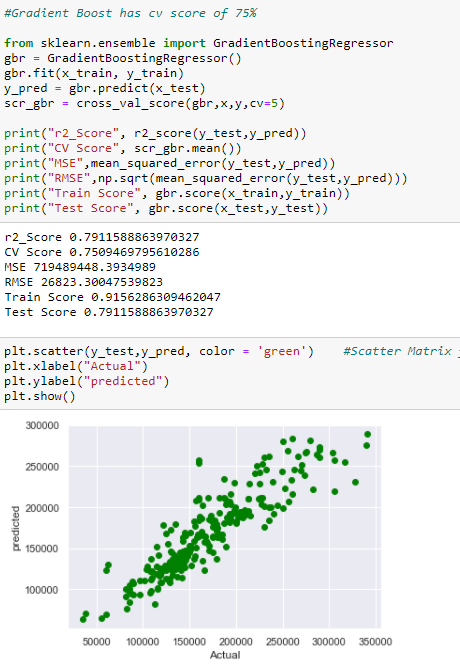 #Gradient Boost has cv score of 75%
from sklearn.ensemble import GradientBoostingRegressor
gbr = GradientBoostingRegressor()
gbr.fit(x_train, y_train)
y_pred = gbr.predict(x_test)
scr_gbr = cross_val_score(gbr,x,y,cv=5)
print("r2_Score", r2_score(y_test,y_pred))
print("CV Score", scr_gbr.mean())
print("MSE",mean_squared_error(y_test,y_pred))
print("RMSE",np.sqrt(mean_squared_error(y_test,y_pred)))
print("Train Score", gbr.score(x_train,y_train))
print("Test Score", gbr.score(x_test,y_test))
r2_Score 0.7911588863970327
CV Score 0.7509469795610286
MSE 719489448.3934989
RMSE 26823.30047539823
Train Score 0.9156286309462047
Test Score 0.7911588863970327
plt.scatter(y_test,y_pred, color = 'green')    #Scatter Matrix
plt.xlabel("Actual")
plt.ylabel("predicted")
plt.show()
300000
250000
200000
150000
100000
predicted
50000 100000 150000 200000 250000 300000 350000
Actual